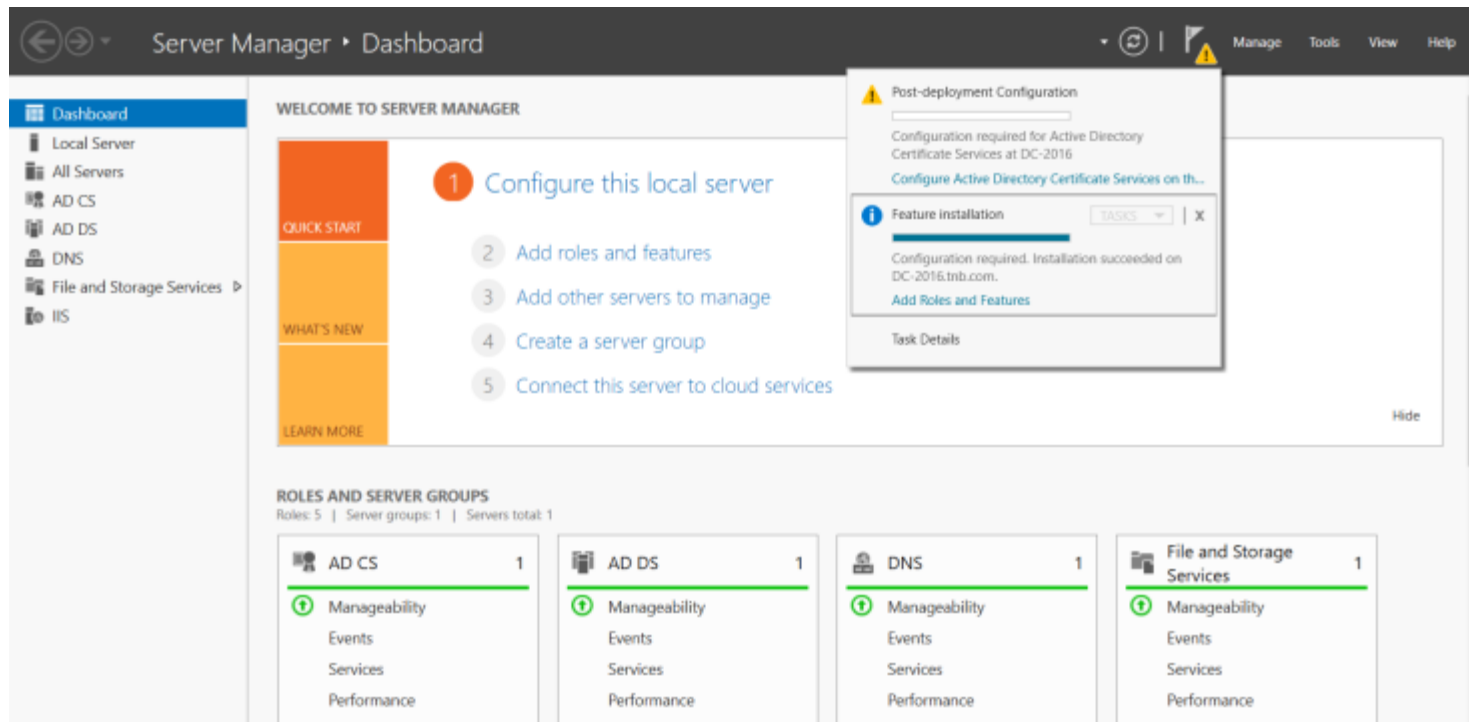 Server Manager ‣ Dashboard
Manage Tools View Help
Dashboard
Local Server
All Servers
AD CS
AD DS
DNS
File and Storage Services
IIS
WELCOME TO SERVER MANAGER
QUICK START
WHAT'S NEW
LEARN MORE
1 Configure this local server
2 Add roles and features
3 Add other servers to manage
4 Create a server group
5 Connect this server to cloud services
Hide
Post-deployment Configuration
Configuration required for Active Directory
Certificate Services at DC-2016
Configure Active Directory Certificate Services on th...
Feature installation
TASKS
X
Configuration required. Installation succeeded on
DC-2016.tnb.com.
Add Roles and Features
Task Details
ROLES AND SERVER GROUPS
Roles: 5 | Server groups: 1 | Servers total: 1
AD CS 1
Manageability
Events
Services
Performance
AD DS 1
Manageability
Events
Services
Performance
DNS 1
Manageability
Events
Services
Performance
File and Storage
Services 1
Manageability
Events
Services
Performance